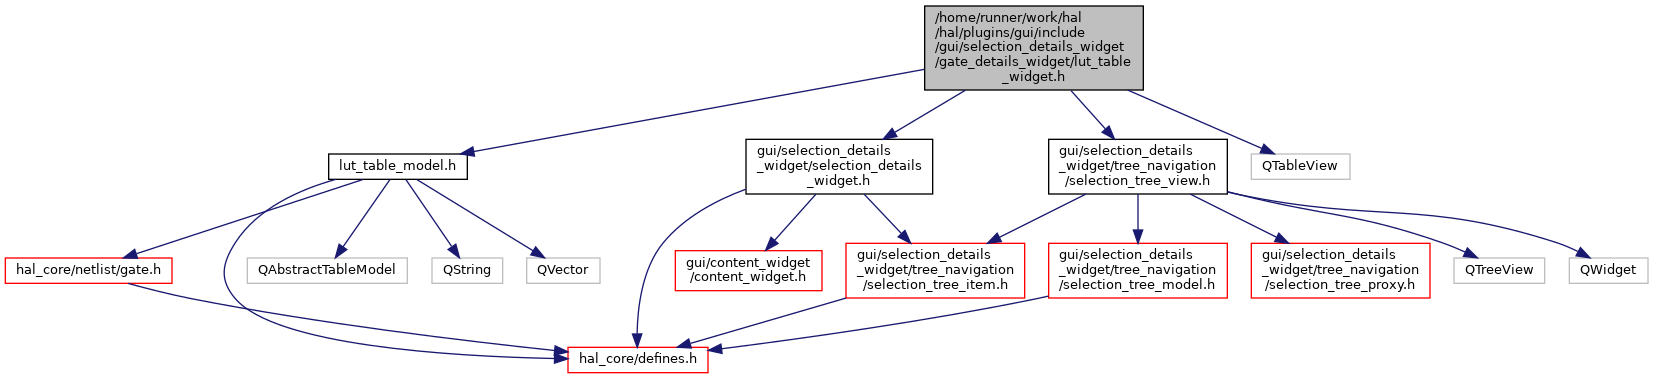 /home/runner/work/hal
/hal/plugins/gui/include
/gui/selection_details_widget
/gate_details_widget/lut_table
_widget.h
lut_table_model.h
gui/selection_details
_widget/selection_details
_widget.h
gui/selection_details
_widget/tree_navigation
/selection_tree_view.h
QTableView
hal_core/netlist/gate.h
QAbstractTableModel
QString
QVector
gui/content_widget
/content_widget.h
gui/selection_details
_widget/tree_navigation
/selection_tree_item.h
gui/selection_details
_widget/tree_navigation
/selection_tree_model.h
gui/selection_details
_widget/tree_navigation
/selection_tree_proxy.h
QTreeView
QWidget
hal_core/defines.h